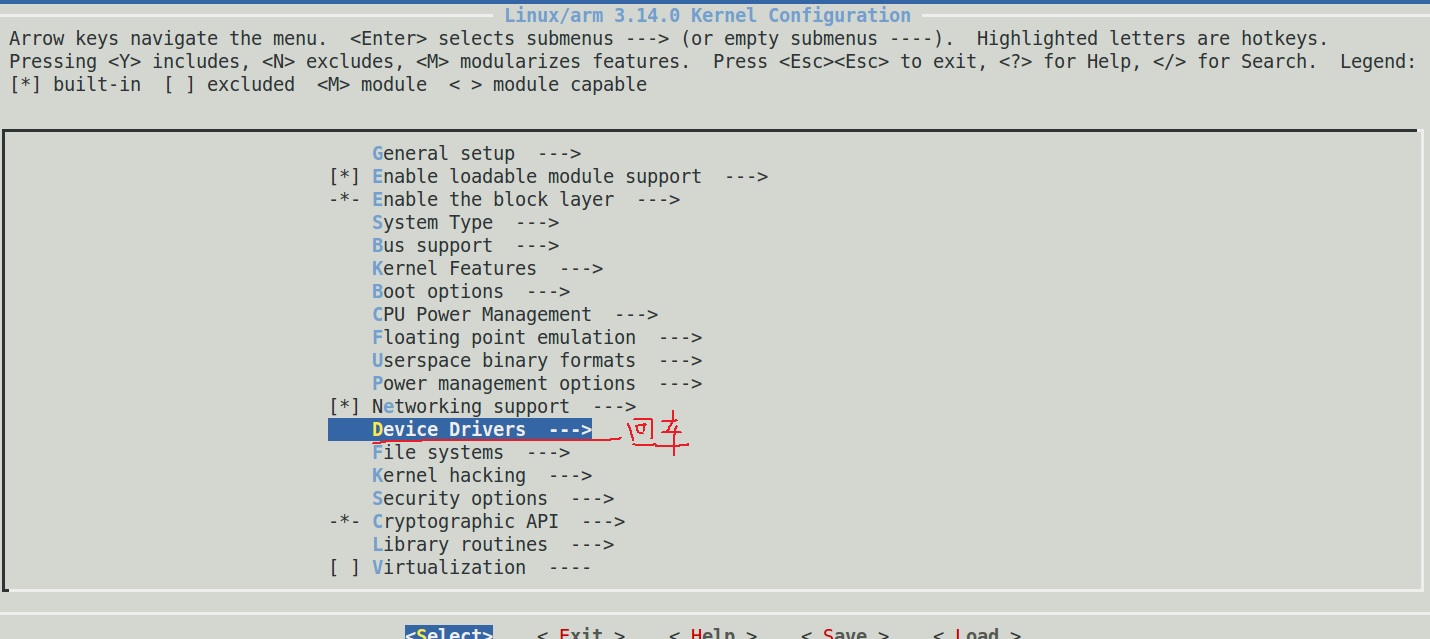 Linux/arm 3.14.0 Kernel Configuration
Arrow keys navigate the menu.  <Enter> selects submenus ---> (or empty submenus ----).  Highlighted letters are hotkeys.
Pressing <Y> includes, <N> excludes, <M> modularizes features.  Press <Esc><Esc> to exit, <?> for Help, </> for Search.  Legend:
[*] built-in  [ ] excluded  <M> module  < > module capable
General setup  --->
[*] Enable loadable module support  --->
-*- Enable the block layer  --->
System Type  --->
Bus support  --->
Kernel Features  --->
Boot options  --->
CPU Power Management  --->
Floating point emulation  --->
Userspace binary formats  --->
Power management options  --->
[*] Networking support  --->
Device Drivers  ---> 回车
File systems  --->
Kernel hacking  --->
Security options  --->
-*- Cryptographic API  --->
Library routines  --->
[ ] Virtualization  ----
<Select>    < Exit >    < Help >    < Save >    < Load >